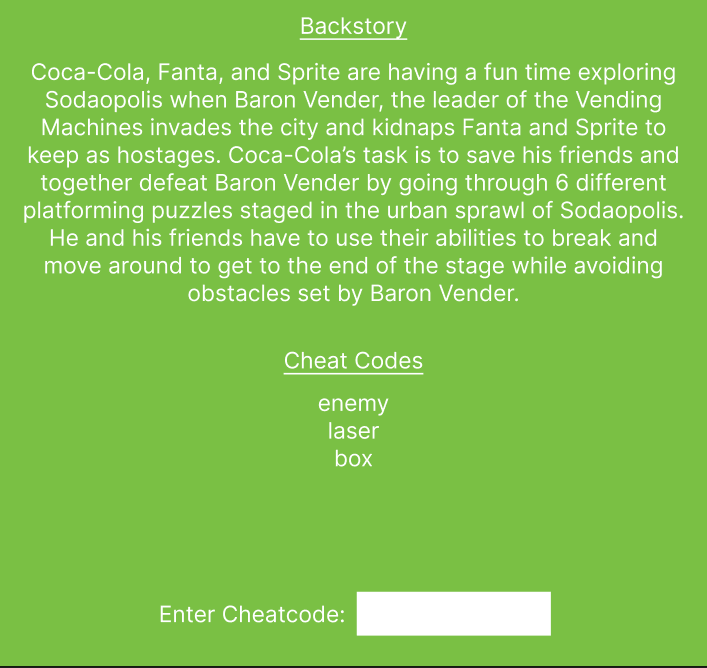 Backstory
Coca-Cola, Fanta, and Sprite are having a fun time exploring
Sodaopolis when Baron Vender, the leader of the Vending
Machines invades the city and kidnaps Fanta and Sprite to
keep as hostages. Coca-Cola’s task is to save his friends and
together defeat Baron Vender by going through 6 different
platforming puzzles staged in the urban sprawl of Sodaopolis.
He and his friends have to use their abilities to break and
move around to get to the end of the stage while avoiding
obstacles set by Baron Vender.
Cheat Codes
enemy
laser
box
Enter Cheatcode: